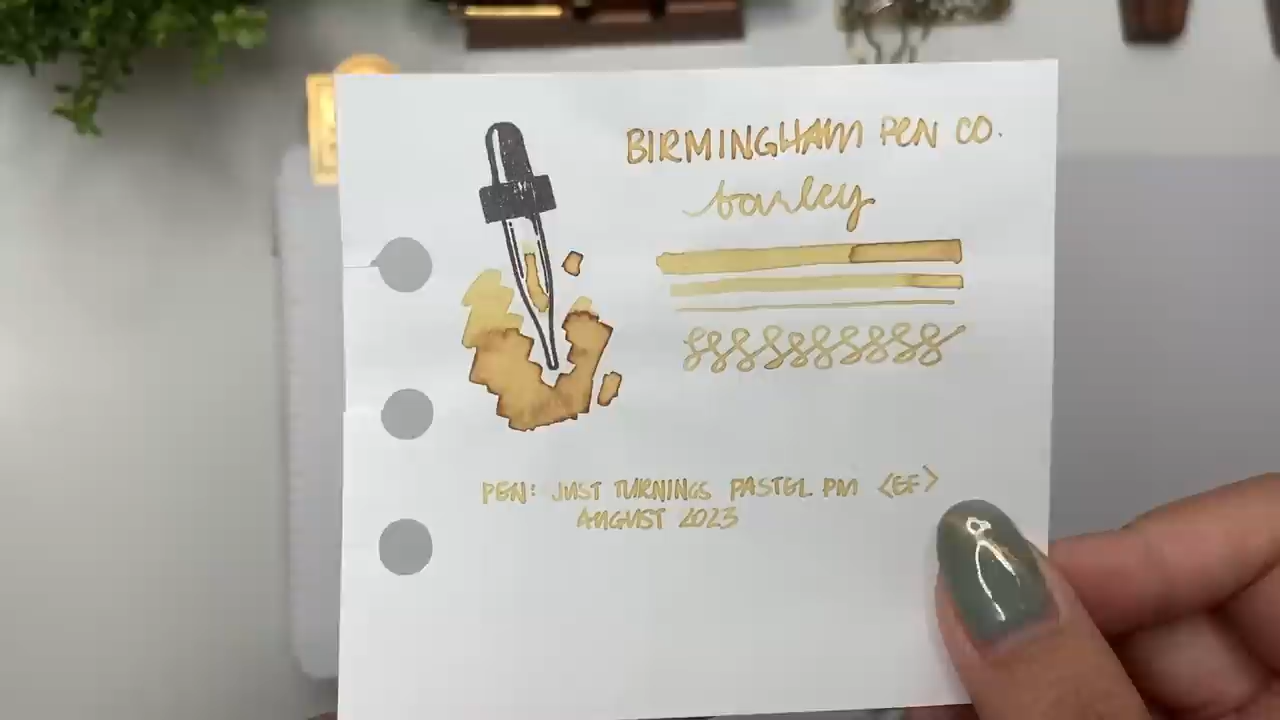 BIRMINGHAM PEN CO.
barley
PEN: JUST TURNINGS PASTEL PM <EF>
AUGUST 2023